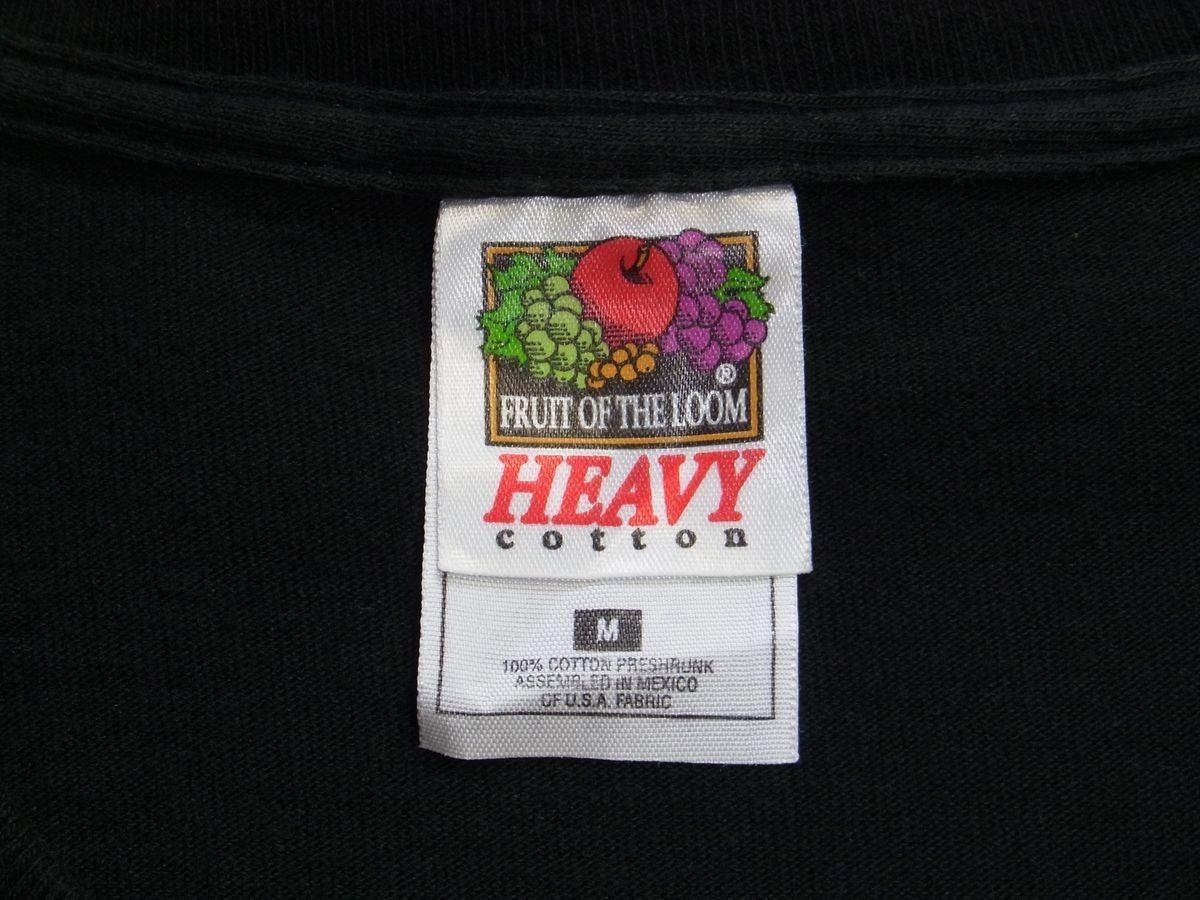 ®
FRUIT OF THE LOOM
HEAVY
cotton
M
100% COTTON PRESHRUNK
ASSEMBLED IN MEXICO
OF U.S.A. FABRIC